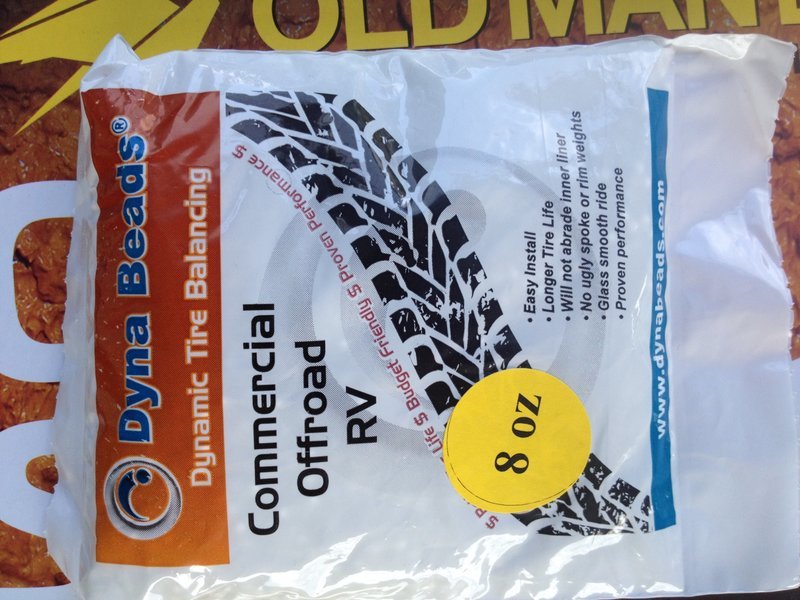 OLD MAN
Dyna Beads®
Dynamic Tire Balancing
Commercial
Offroad
RV
Life $ Budget Friendly $ Proven Performance $
8 oz
• Easy Install
• Longer Tire Life
• Will not abrade inner liner
• No ugly spoke or rim weights
• Glass smooth ride
• Proven performance
www.dynabeads.com